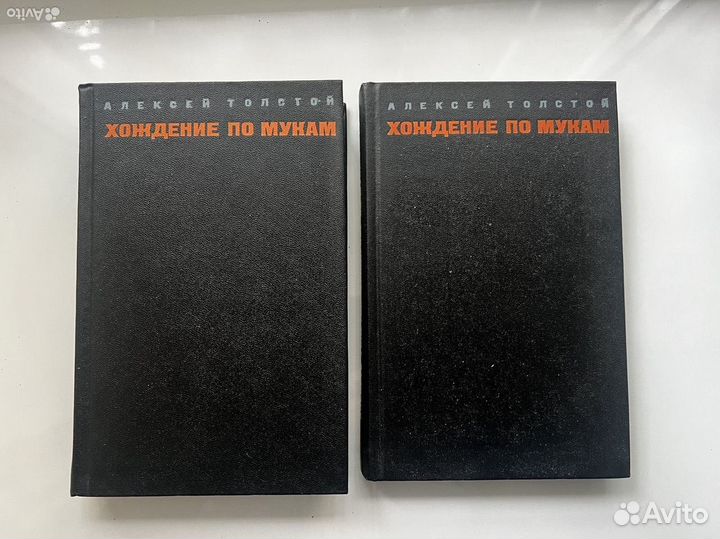 Avito
АЛЕКСЕЙ ТОЛСТОЙ
ХОЖДЕНИЕ ПО МУКАМ
АЛЕКСЕЙ ТОЛСТОЙ
ХОЖДЕНИЕ ПО МУКАМ
Avito